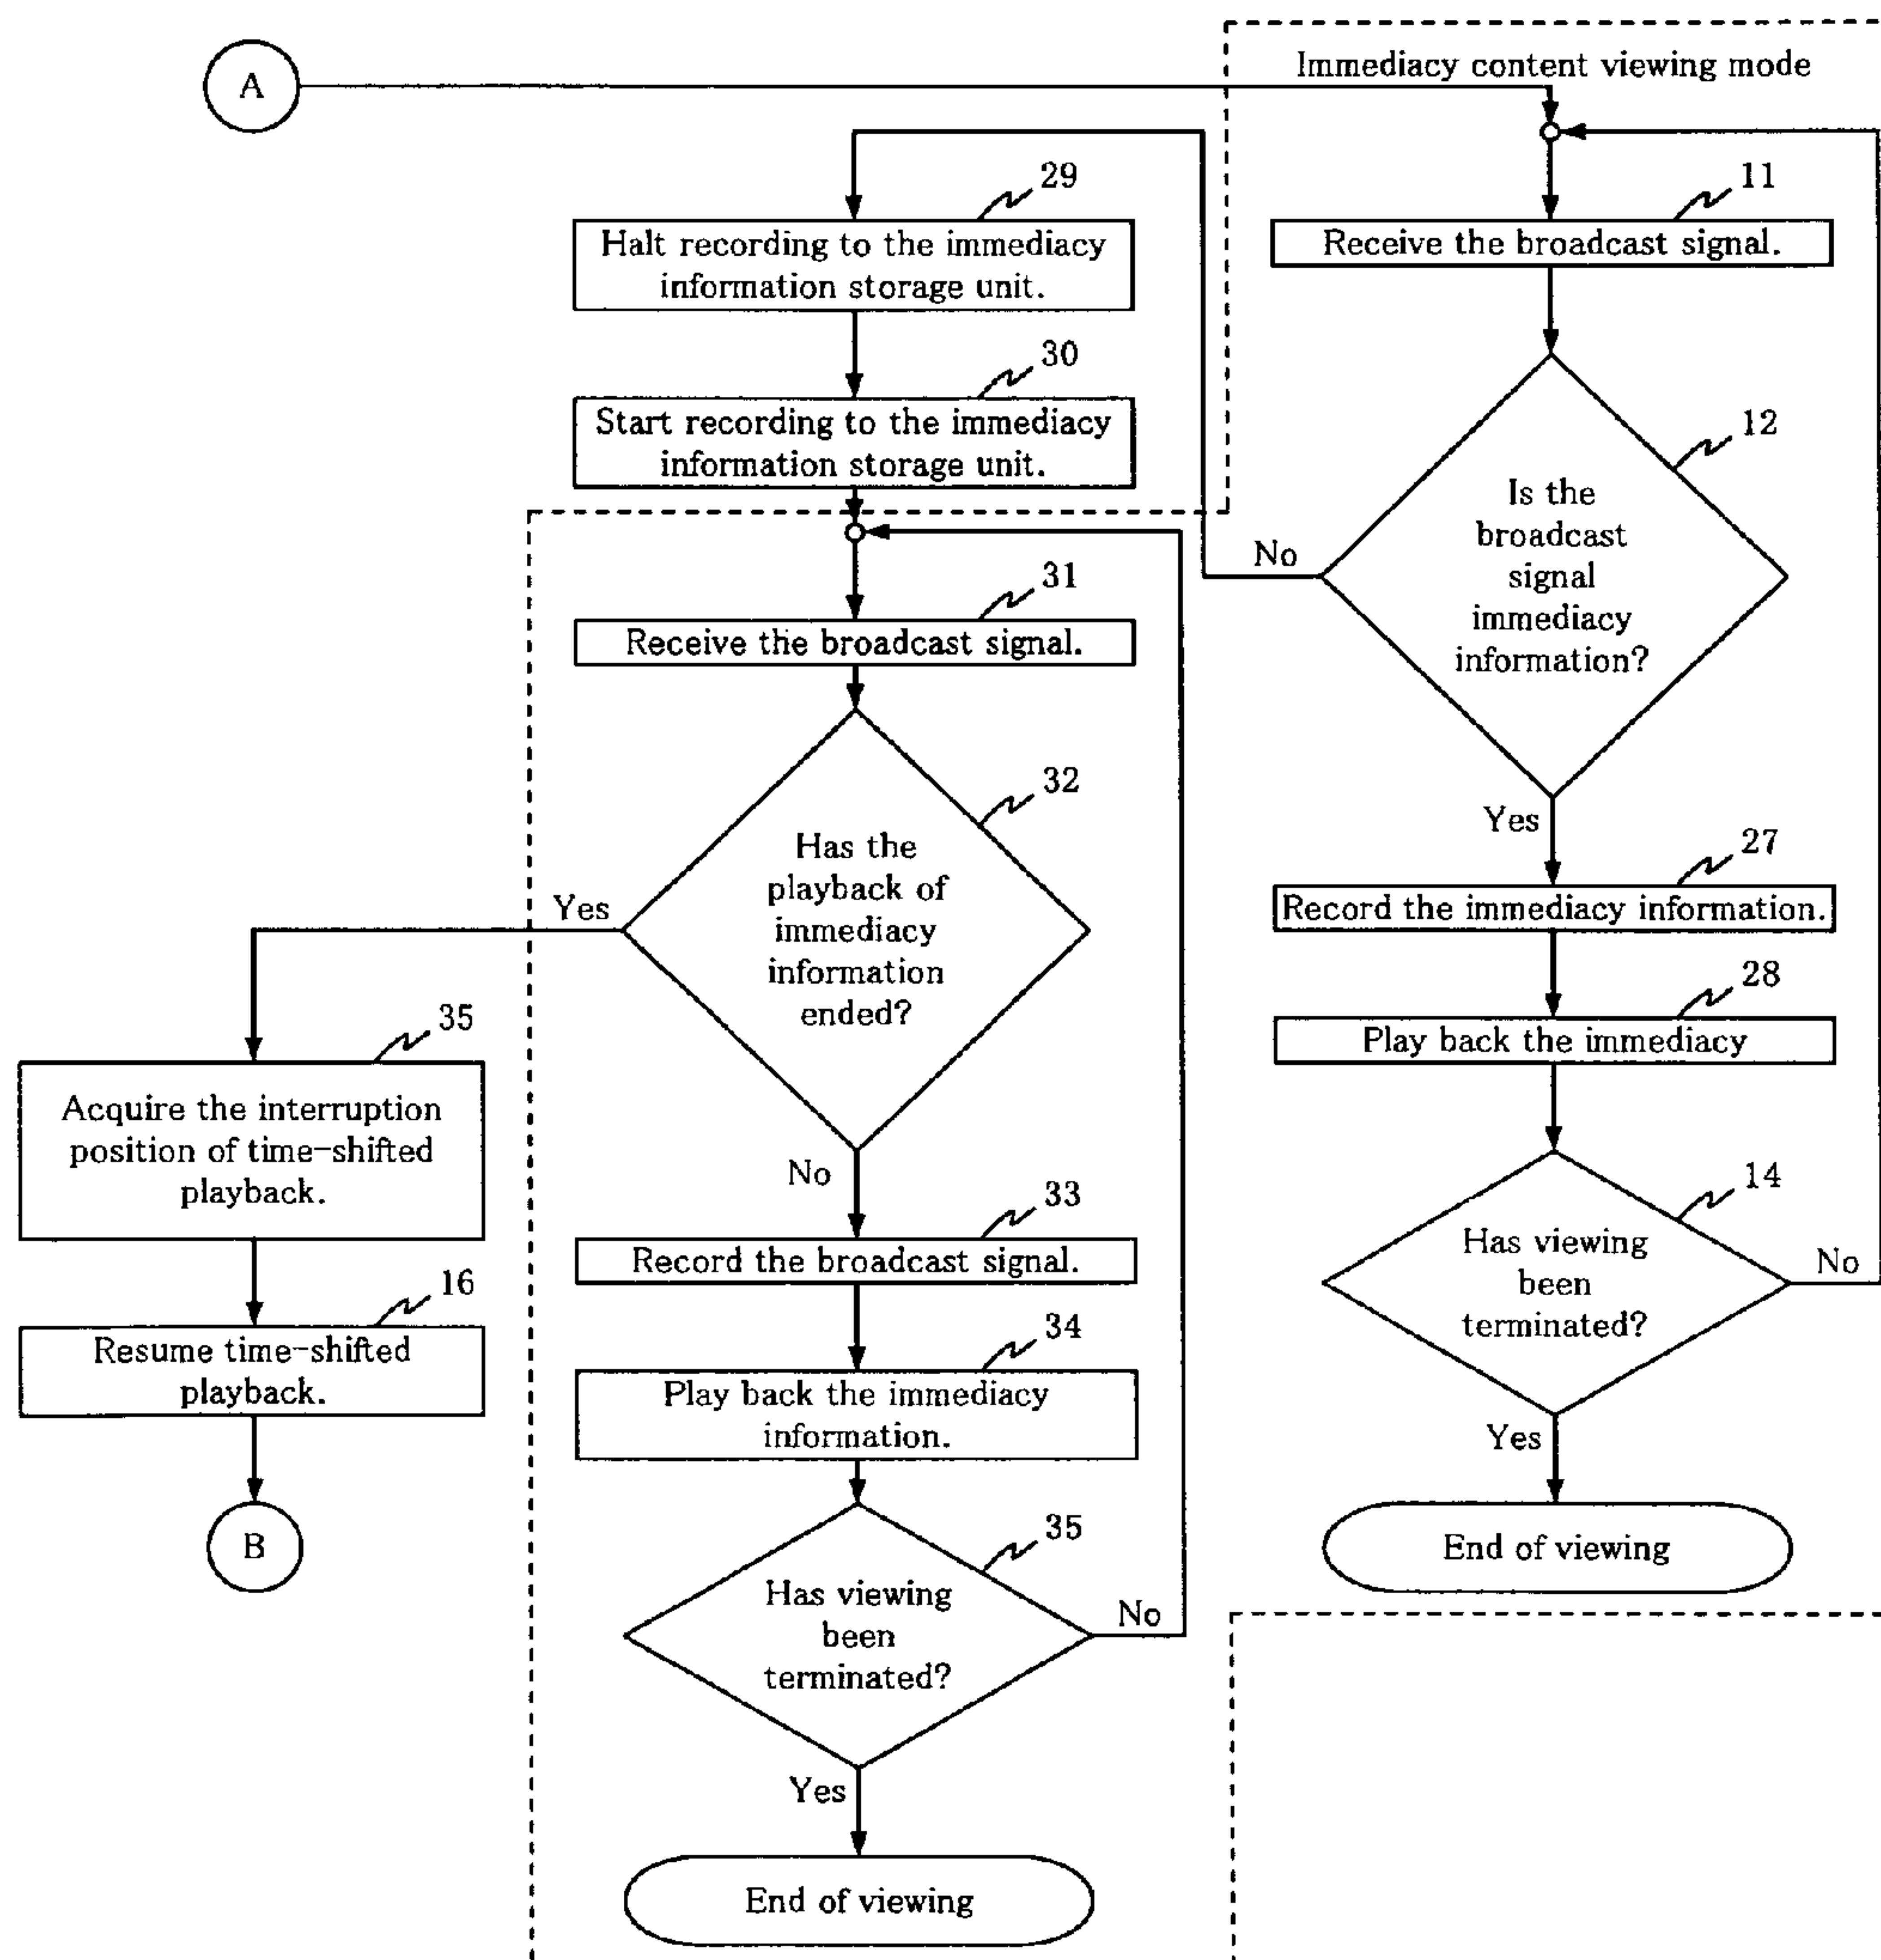 Immediacy content viewing mode
A
29
Halt recording to the immediacy
information storage unit.
30
Start recording to the immediacy
information storage unit.
11
Receive the broadcast signal.
12
Is the
broadcast
signal
immediacy
information?
No
Yes
27
Record the immediacy information.
28
Play back the immediacy
14
Has viewing
been
terminated?
No
Yes
End of viewing
31
Receive the broadcast signal.
32
Has the
playback of
immediacy
information
ended?
Yes
No
33
Record the broadcast signal.
34
Play back the immediacy
information.
35
Has viewing
been
terminated?
No
Yes
End of viewing
35
Acquire the interruption
position of time-shifted
playback.
16
Resume time-shifted
playback.
B